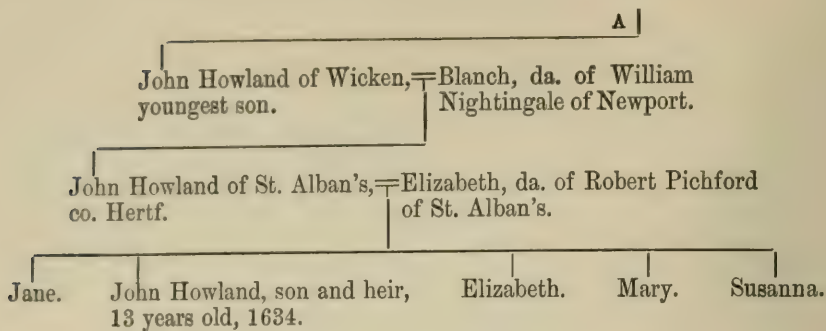 A
John Howland of Wicken,
youngest son.
Blanch, da. of William
Nightingale of Newport.
John Howland of St. Alban's,
co. Hertf.
Elizabeth, da. of Robert Pichford
of St. Alban's.
Jane.
John Howland, son and heir,
13 years old, 1634.
Elizabeth.
Mary.
Susanna.